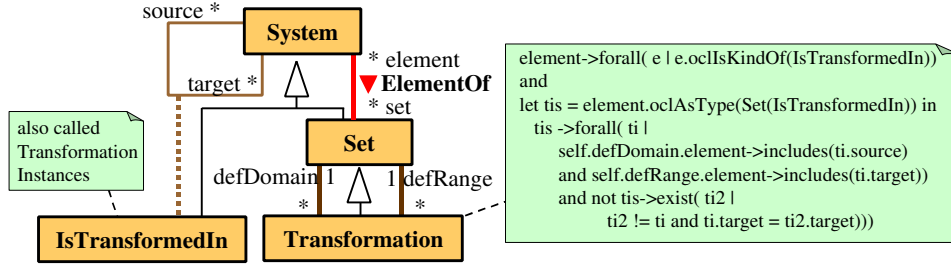 source *
System
target *
* element
▼ ElementOf
* set
also called
Transformation
Instances
Set
defDomain 1
1 defRange
*
*
IsTransformedIn
Transformation
element->forall( e | e.oclIsKindOf(IsTransformedIn))
and
let tis = element.oclAsType(Set(IsTransformedIn)) in
tis ->forall( ti |
self.defDomain.element->includes(ti.source)
and self.defRange.element->includes(ti.target))
and not tis->exist( ti2 |
ti2 != ti and ti.target = ti2.target)))